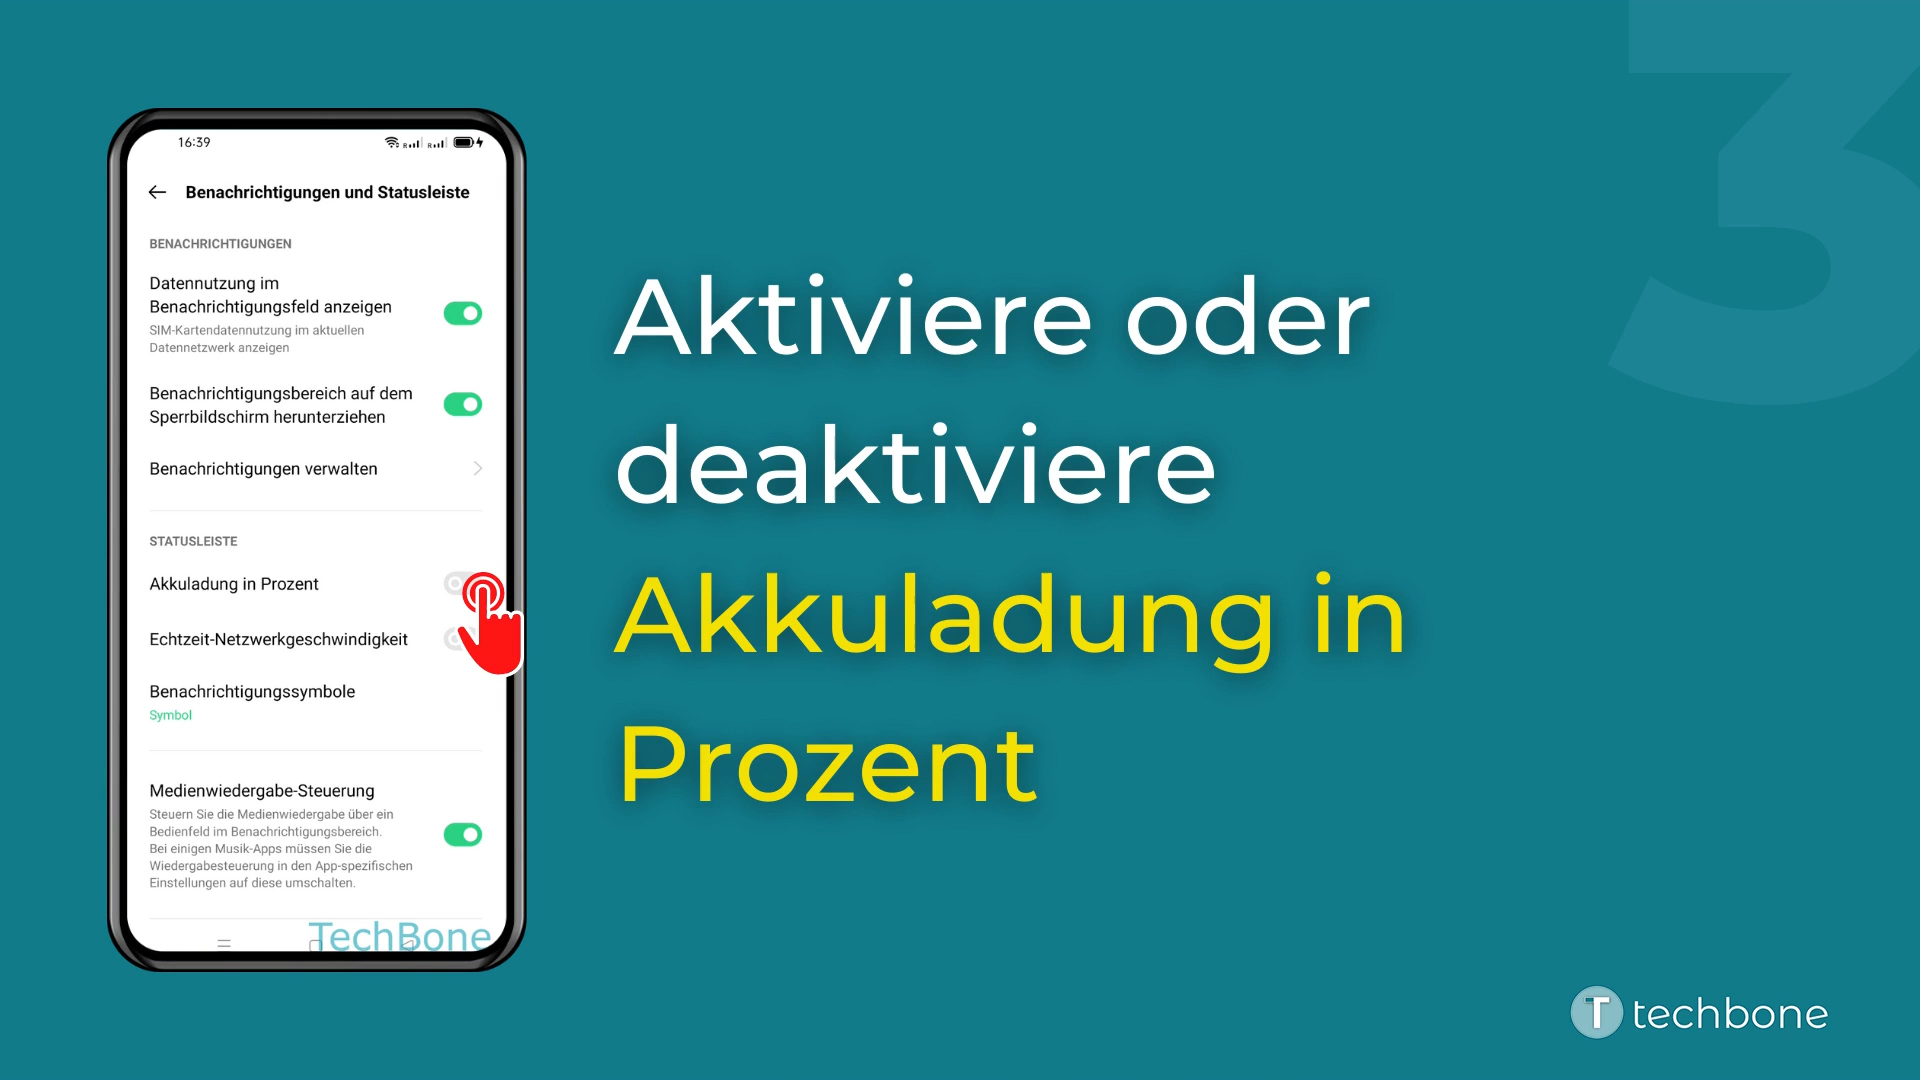 3
16:39
Benachrichtigungen und Statusleiste
BENACHRICHTIGUNGEN
Datennutzung im
Benachrichtigungsfeld anzeigen
SIM-Kartendatennutzung im aktuellen
Datennetzwerk anzeigen
Benachrichtigungsbereich auf dem
Sperrbildschirm herunterziehen
Benachrichtigungen verwalten
STATUSLEISTE
Akkuladung in Prozent
Echtzeit-Netzwerkgeschwindigkeit
Benachrichtigungssymbole
Symbol
Medienwiedergabe-Steuerung
Steuern Sie die Medienwiedergabe über ein
Bedienfeld im Benachrichtigungsbereich.
Bei einigen Musik-Apps müssen Sie die
Wiedergabesteuerung in den App-spezifischen
Einstellungen auf diese umschalten.
TechBone
Aktiviere oder
deaktiviere
Akkuladung in
Prozent
T techbone